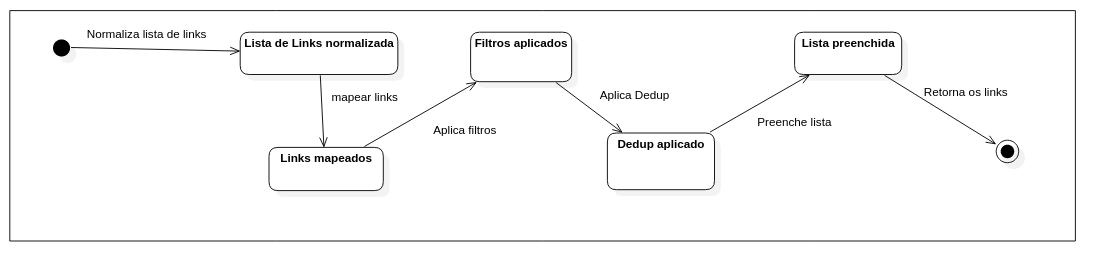 Normaliza lista de links
Lista de Links normalizada
mapear links
Links mapeados
Aplica filtros
Filtros aplicados
Aplica Dedup
Dedup aplicado
Preenche lista
Lista preenchida
Retorna os links